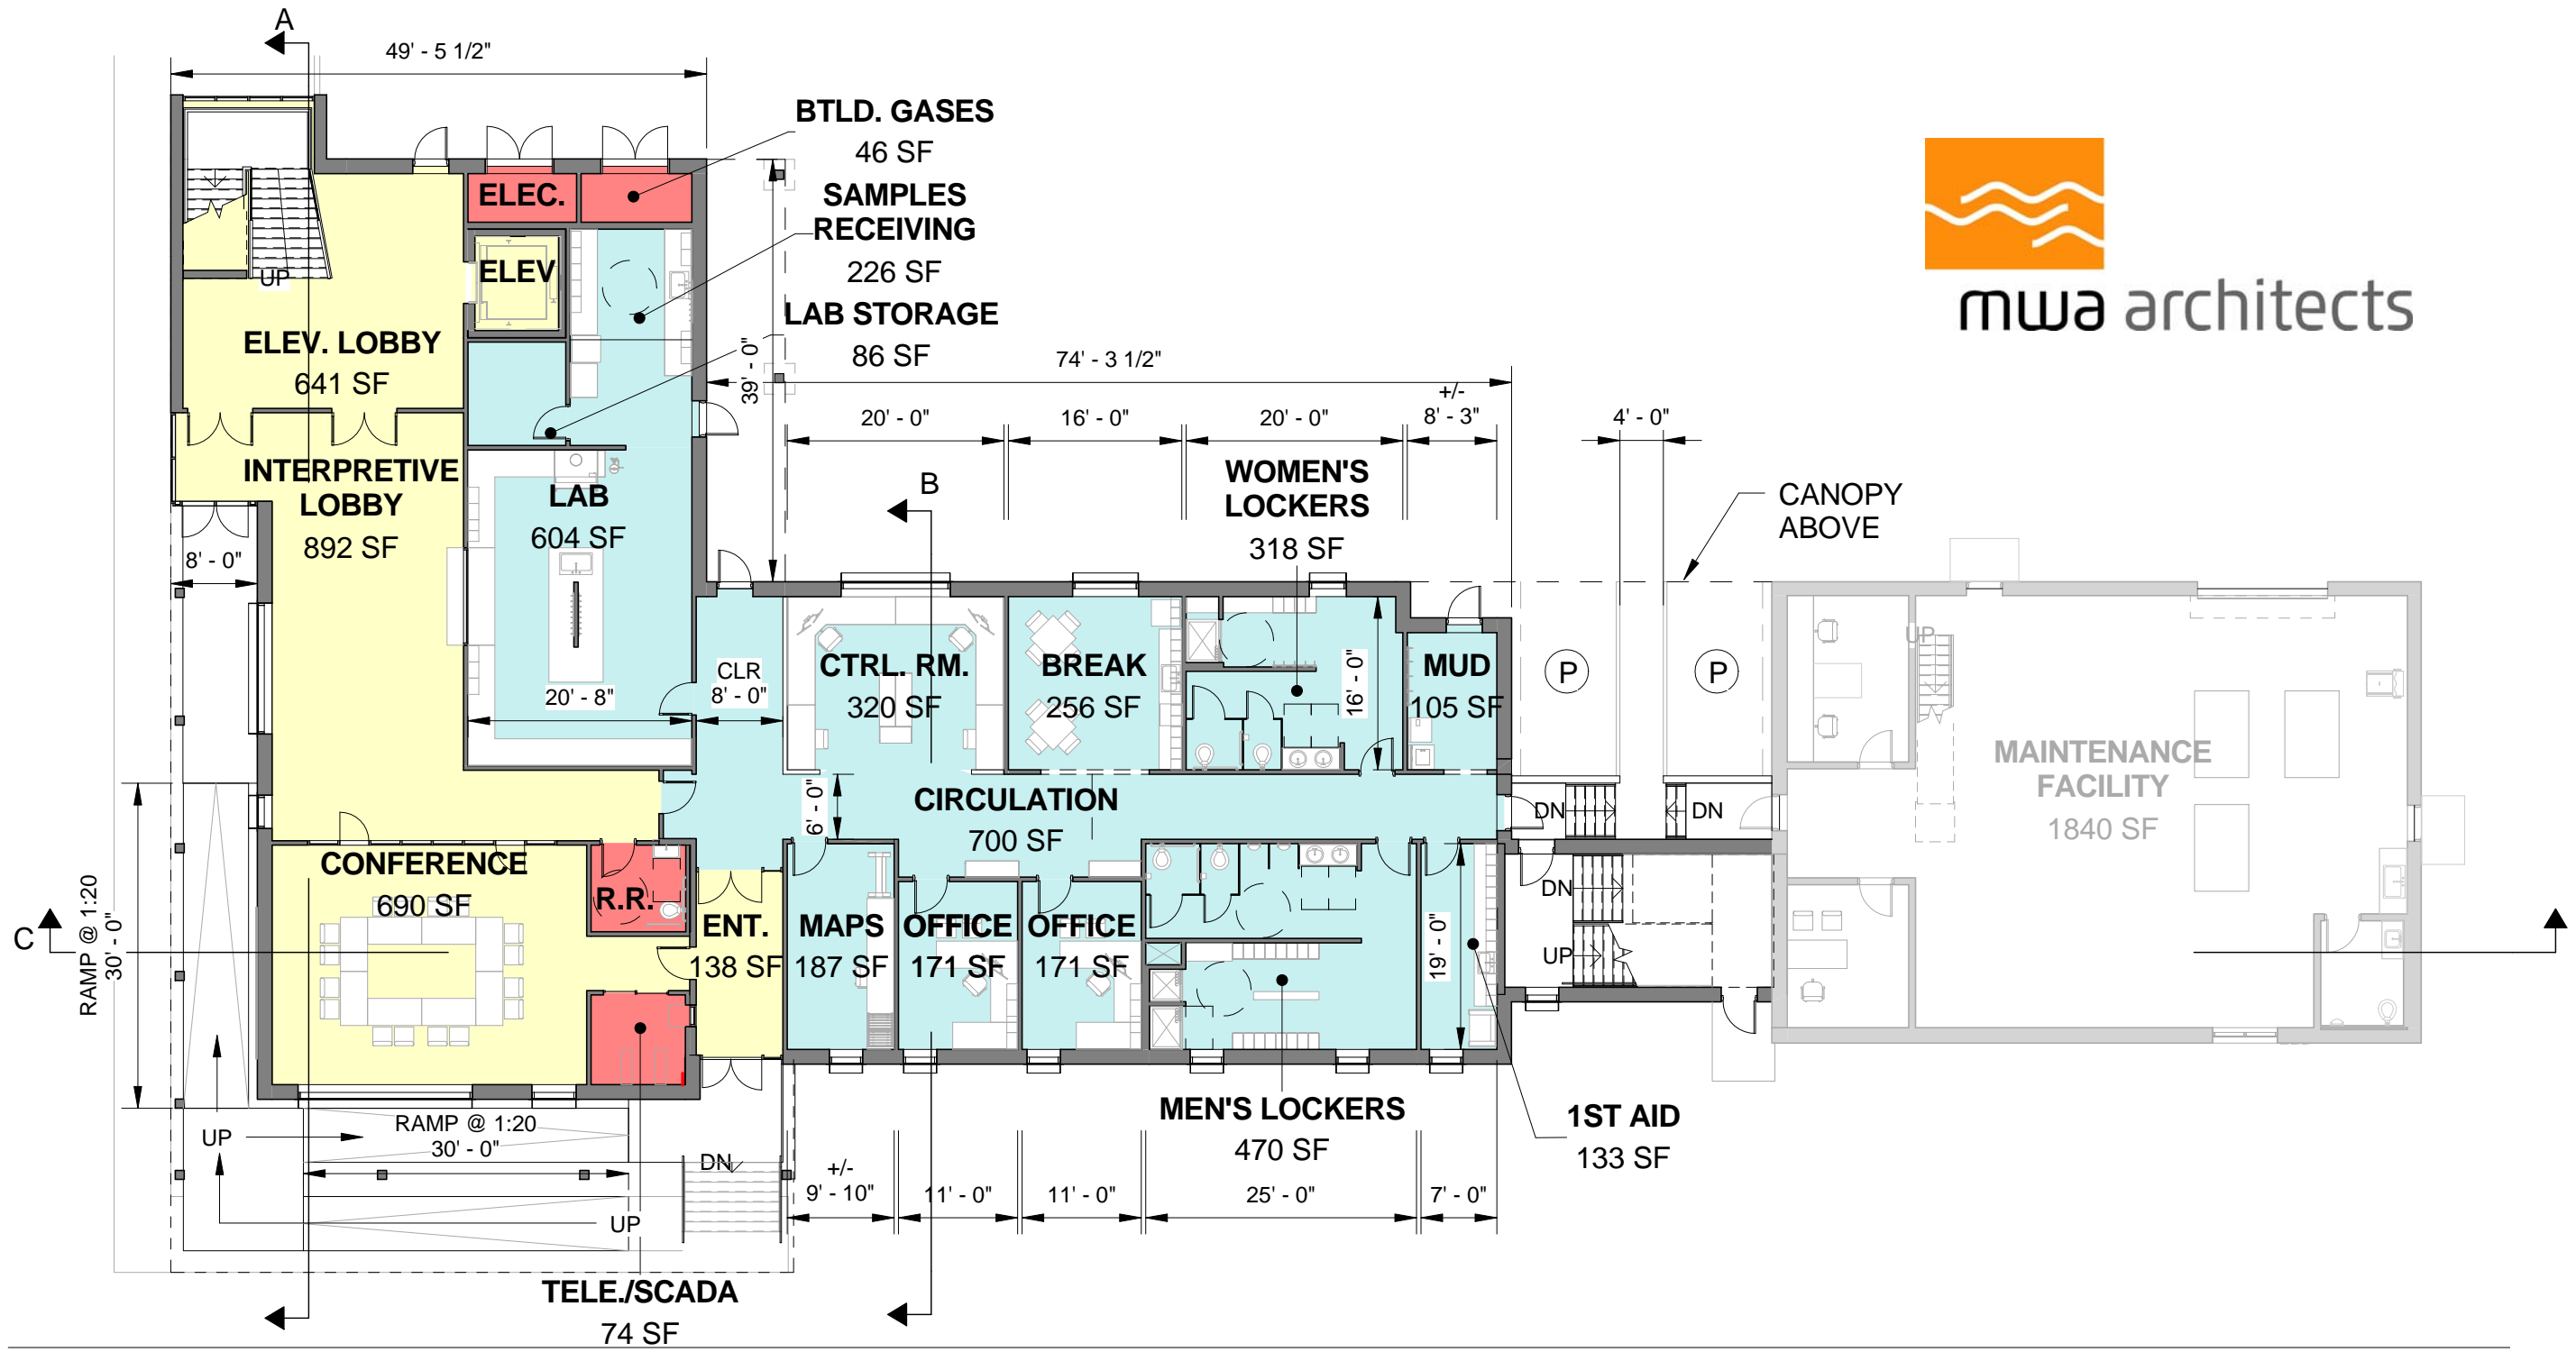 A
49' - 5 1/2"
BTLD. GASES
46 SF
SAMPLES
RECEIVING
226 SF
LAB STORAGE
86 SF
ELEC.
ELEV
UP
ELEV. LOBBY
641 SF
mwa architects
39' - 0"
74' - 3 1/2"
20' - 0"
16' - 0"
20' - 0"
+/-
8' - 3"
4' - 0"
INTERPRETIVE
LOBBY
892 SF
LAB
604 SF
B
WOMEN'S
LOCKERS
318 SF
CANOPY
ABOVE
8' - 0"
20' - 8"
CLR
8' - 0"
CTRL. RM.
320 SF
BREAK
256 SF
16' - 0"
MUD
105 SF
P
P
UP
MAINTENANCE
FACILITY
1840 SF
6' - 0"
CIRCULATION
700 SF
DN
DN
CONFERENCE
690 SF
R.R.
ENT.
138 SF
MAPS
187 SF
OFFICE
171 SF
OFFICE
171 SF
19' - 0"
DN
UP
C
RAMP @ 1:20
30' - 0"
UP
RAMP @ 1:20
30' - 0"
DN
UP
MEN'S LOCKERS
470 SF
1ST AID
133 SF
+/-
9' - 10"
11' - 0"
11' - 0"
25' - 0"
7' - 0"
TELE./SCADA
74 SF